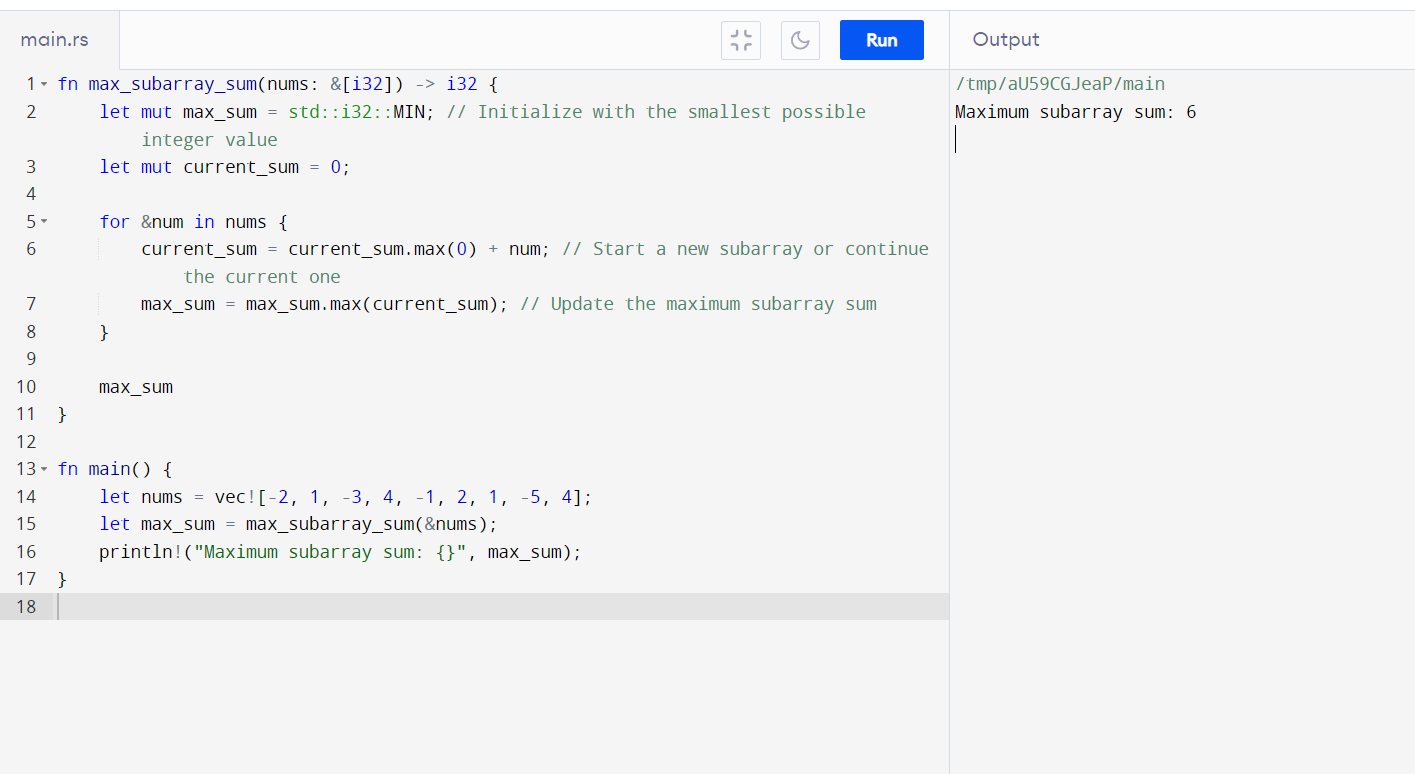 main.rs
Run
Output
1 fn max_subarray_sum(nums: &[i32]) -> i32 {
2 let mut max_sum = std::i32::MIN; // Initialize with the smallest possible
integer value
3 let mut current_sum = 0;
4
5 for &num in nums {
6 current_sum = current_sum.max(0) + num; // Start a new subarray or continue
the current one
7 max_sum = max_sum.max(current_sum); // Update the maximum subarray sum
8 }
9
10 max_sum
11 }
12
13 fn main() {
14 let nums = vec![-2, 1, -3, 4, -1, 2, 1, -5, 4];
15 let max_sum = max_subarray_sum(&nums);
16 println!("Maximum subarray sum: {}", max_sum);
17 }
18
/tmp/aU59CGJeaP/main
Maximum subarray sum: 6